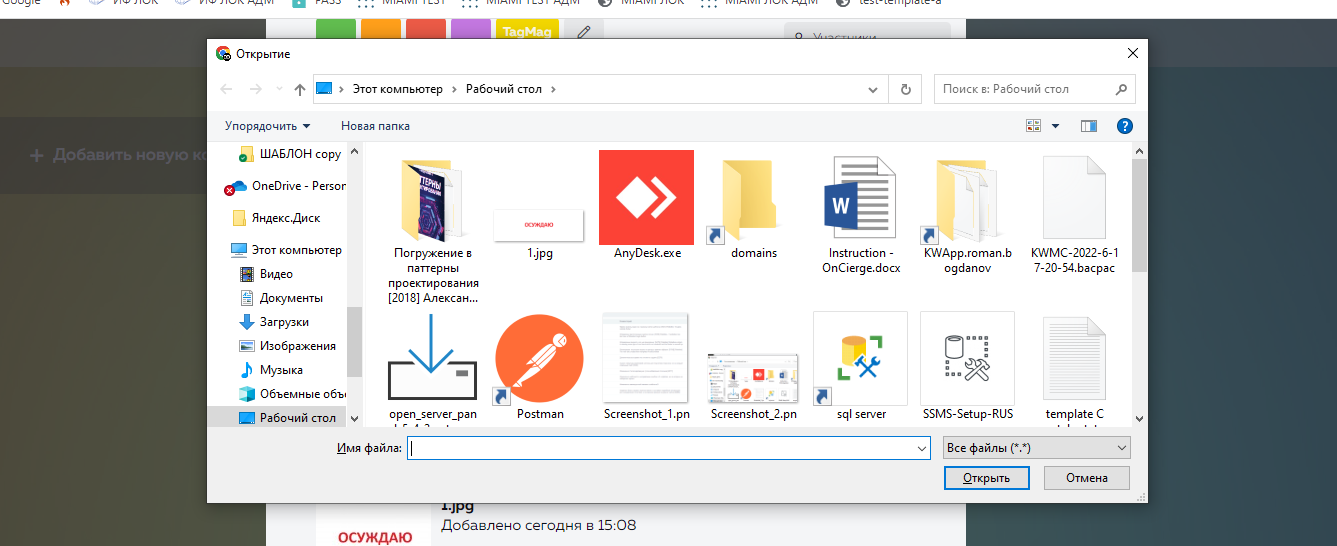 Google
ИФ ЛОК
ИФ ЛОК АДМ
PASS
MIAMI TEST
MIAMI TEST АДМ
MIAMI ЛОК
MIAMI ЛОК АДМ
test-template-a
TagMag
Участники
Открытие
Этот компьютер
Рабочий стол
Поиск в: Рабочий стол
Упорядочить
Новая папка
+ Добавить новую ко
ШАБЛОН copy
OneDrive - Person
Яндекс.Диск
Этот компьютер
Видео
Документы
Загрузки
Изображения
Музыка
Объемные объ
Рабочий стол
Погружение в
паттерны
проектирования
[2018] Алексан...
ОСУЖДАЮ
1.jpg
AnyDesk.exe
domains
Instruction -
OnCierge.docx
KWApp.roman.b
ogdanov
KWMC-2022-6-1
7-20-54.bacpac
open_server_pan
Postman
Screenshot_1.pn
Screenshot_2.pn
sql server
SSMS-Setup-RUS
template C
Имя файла:
Все файлы (*.*)
Открыть
Отмена
1.jpg
Добавлено сегодня в 15:08
ОСУЖДАЮ